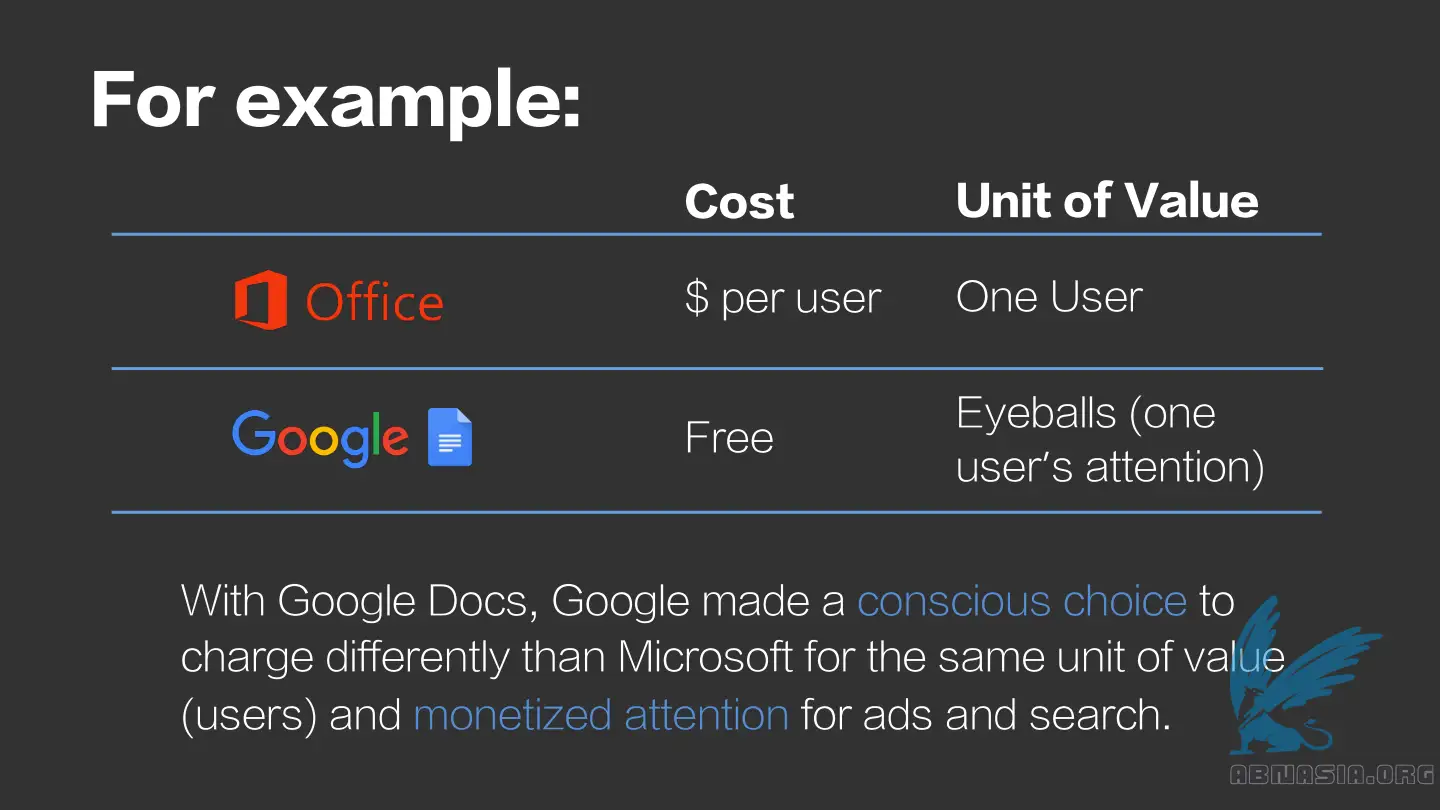 For example:
Cost Unit of Value
Office $ per user One User
Google Free Eyeballs (one
user's attention)
With Google Docs, Google made a conscious choice to
charge differently than Microsoft for the same unit of value
(users) and monetized attention for ads and search.
ABNASIA.ORG